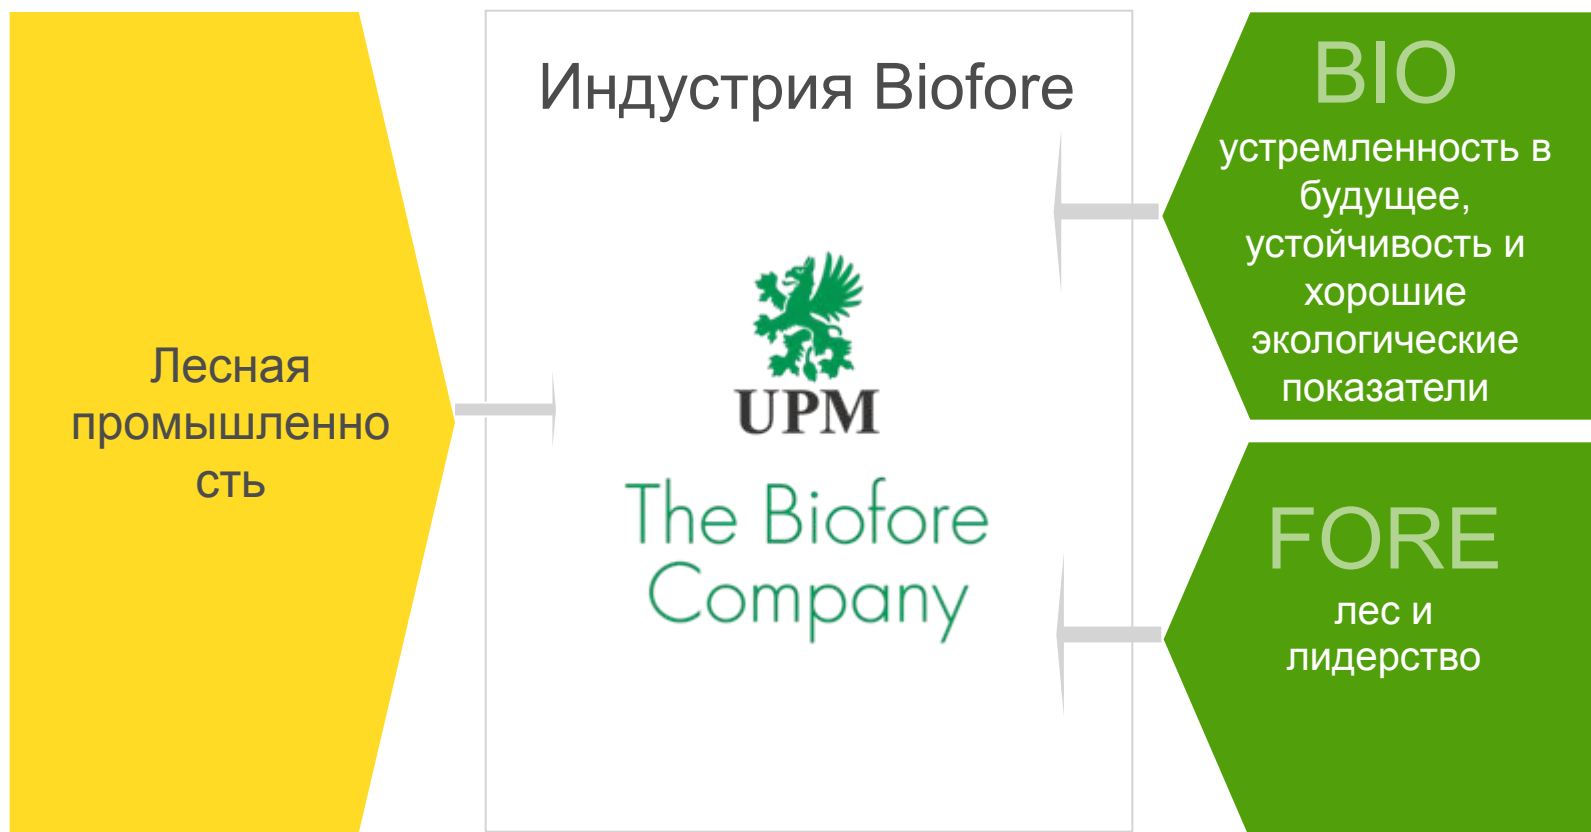 Лесная
промышленно
сть
Индустрия Biofore
UPM
The Biofore
Company
BIO
устремленность в
будущее,
устойчивость и
хорошие
экологические
показатели
FORE
лес и
лидерство